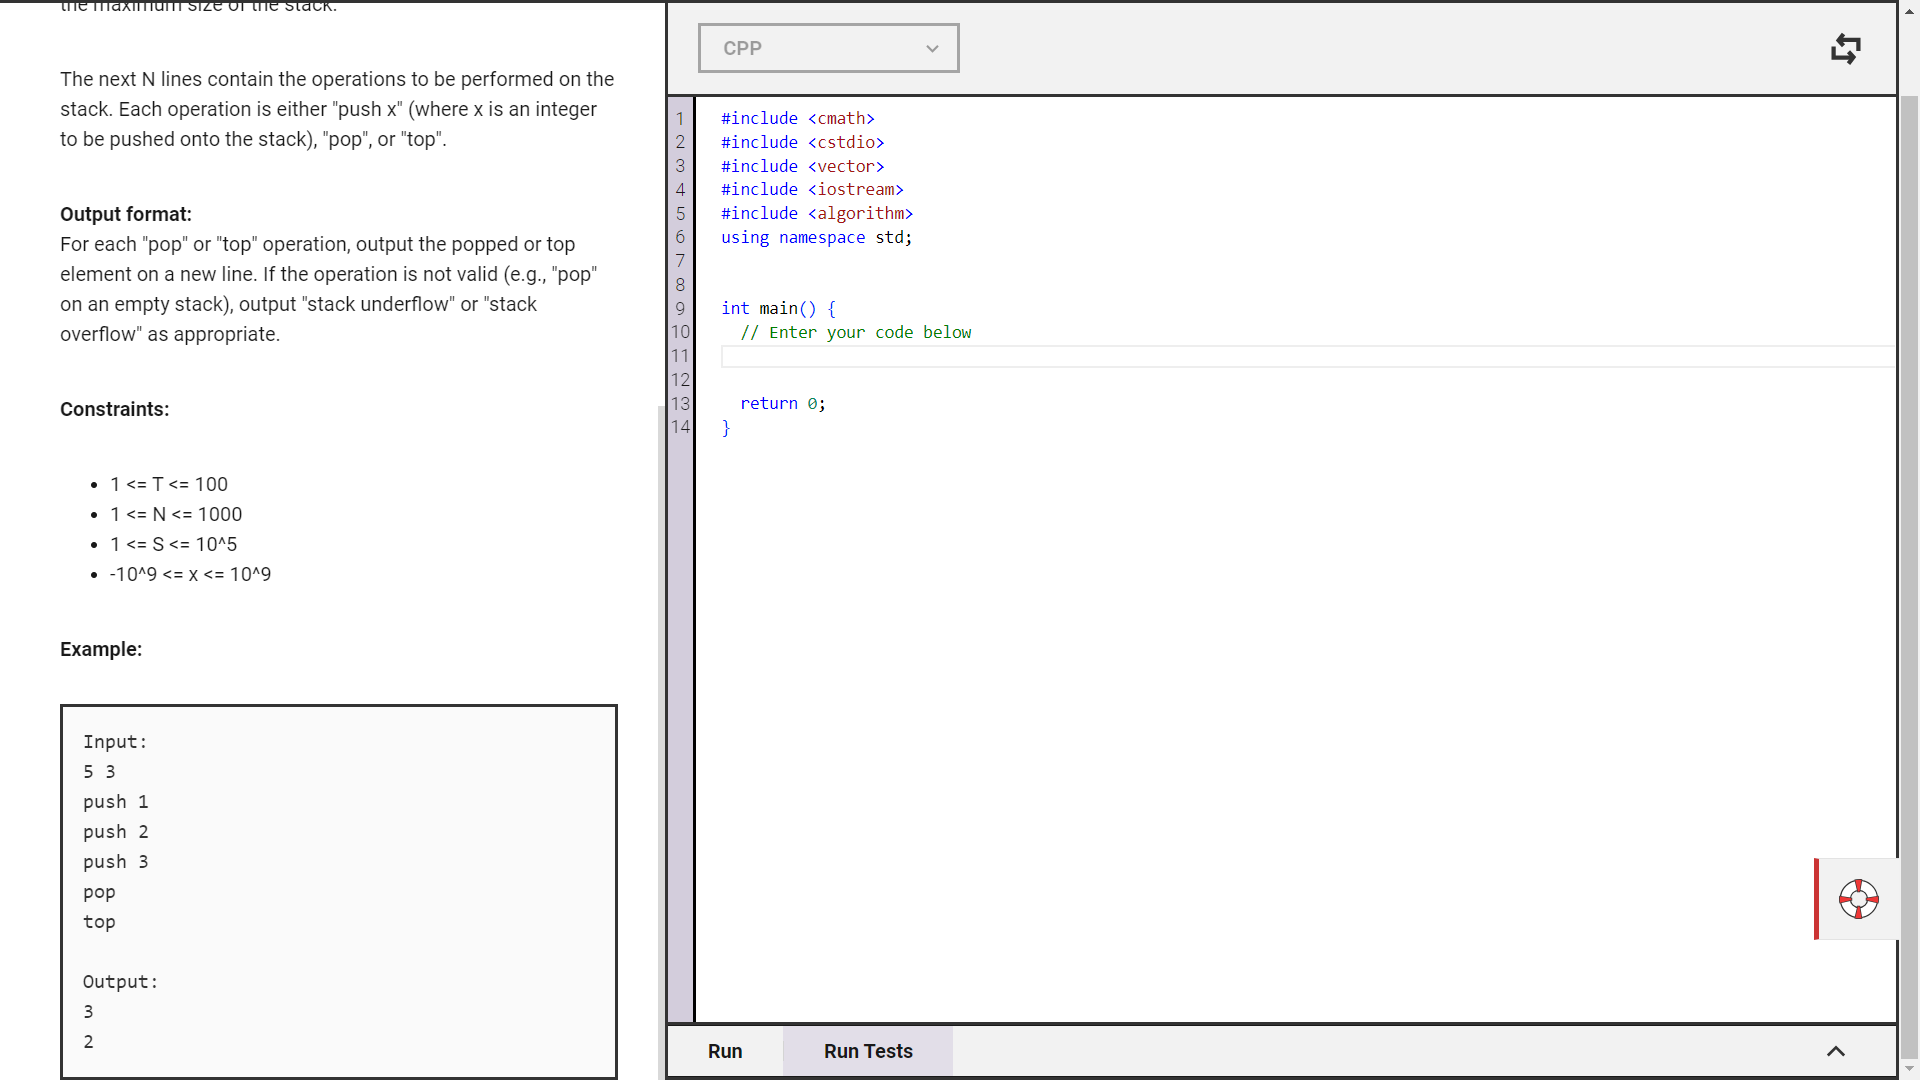 the maximum size of the stack.
The next N lines contain the operations to be performed on the
stack. Each operation is either "push x" (where x is an integer
to be pushed onto the stack), "pop", or "top".
Output format:
For each "pop" or "top" operation, output the popped or top
element on a new line. If the operation is not valid (e.g., "pop"
on an empty stack), output "stack underflow" or "stack
overflow" as appropriate.
Constraints:
1 <= T <= 100
1 <= N <= 1000
1 <= S <= 10^5
-10^9 <= x <= 10^9
Example:
Input:
5 3
push 1
push 2
push 3
pop
top
Output:
3
2
CPP
1 #include <cmath>
2 #include <cstdio>
3 #include <vector>
4 #include <iostream>
5 #include <algorithm>
6 using namespace std;
7
8
9 int main() {
10 // Enter your code below
11
12
13 return 0;
14 }
Run Run Tests